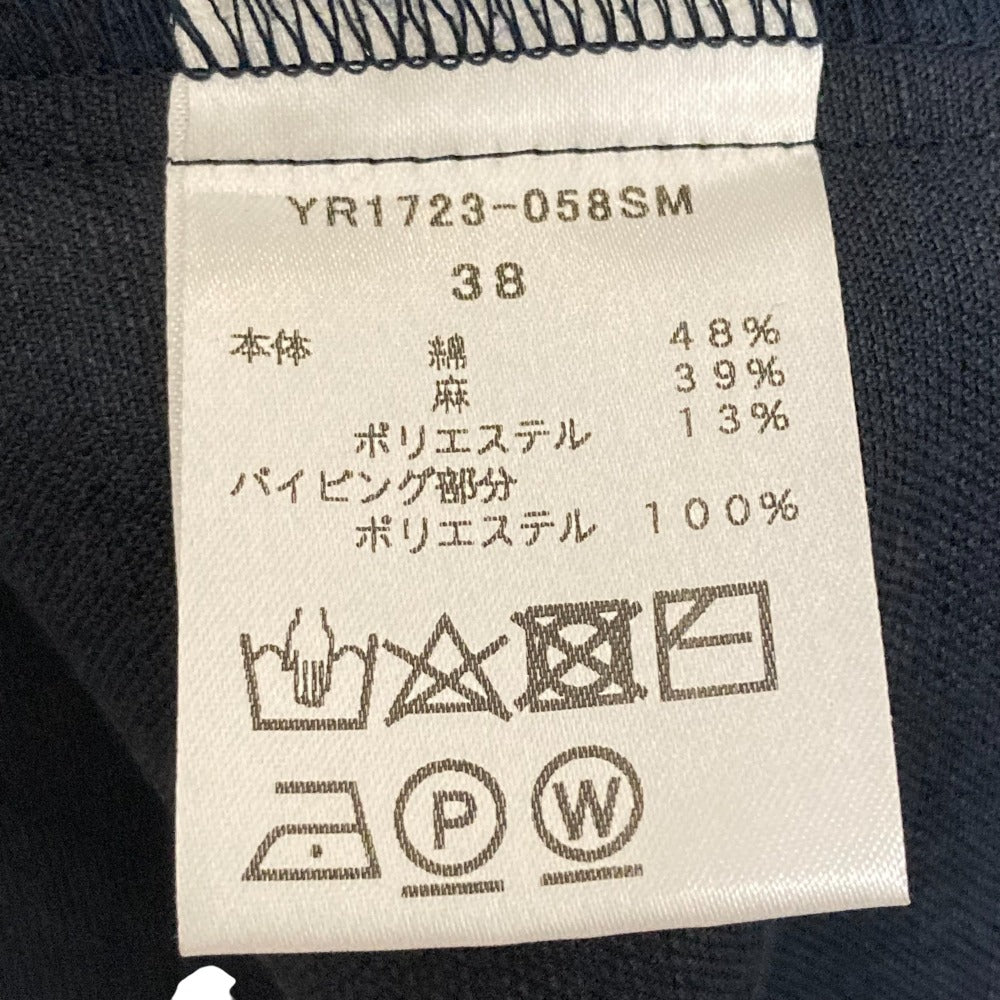 YR1723-058SM
38
本体 綿 48%
麻 39%
ポリエステル 13%
パイピング部分
ポリエステル 100%
P W